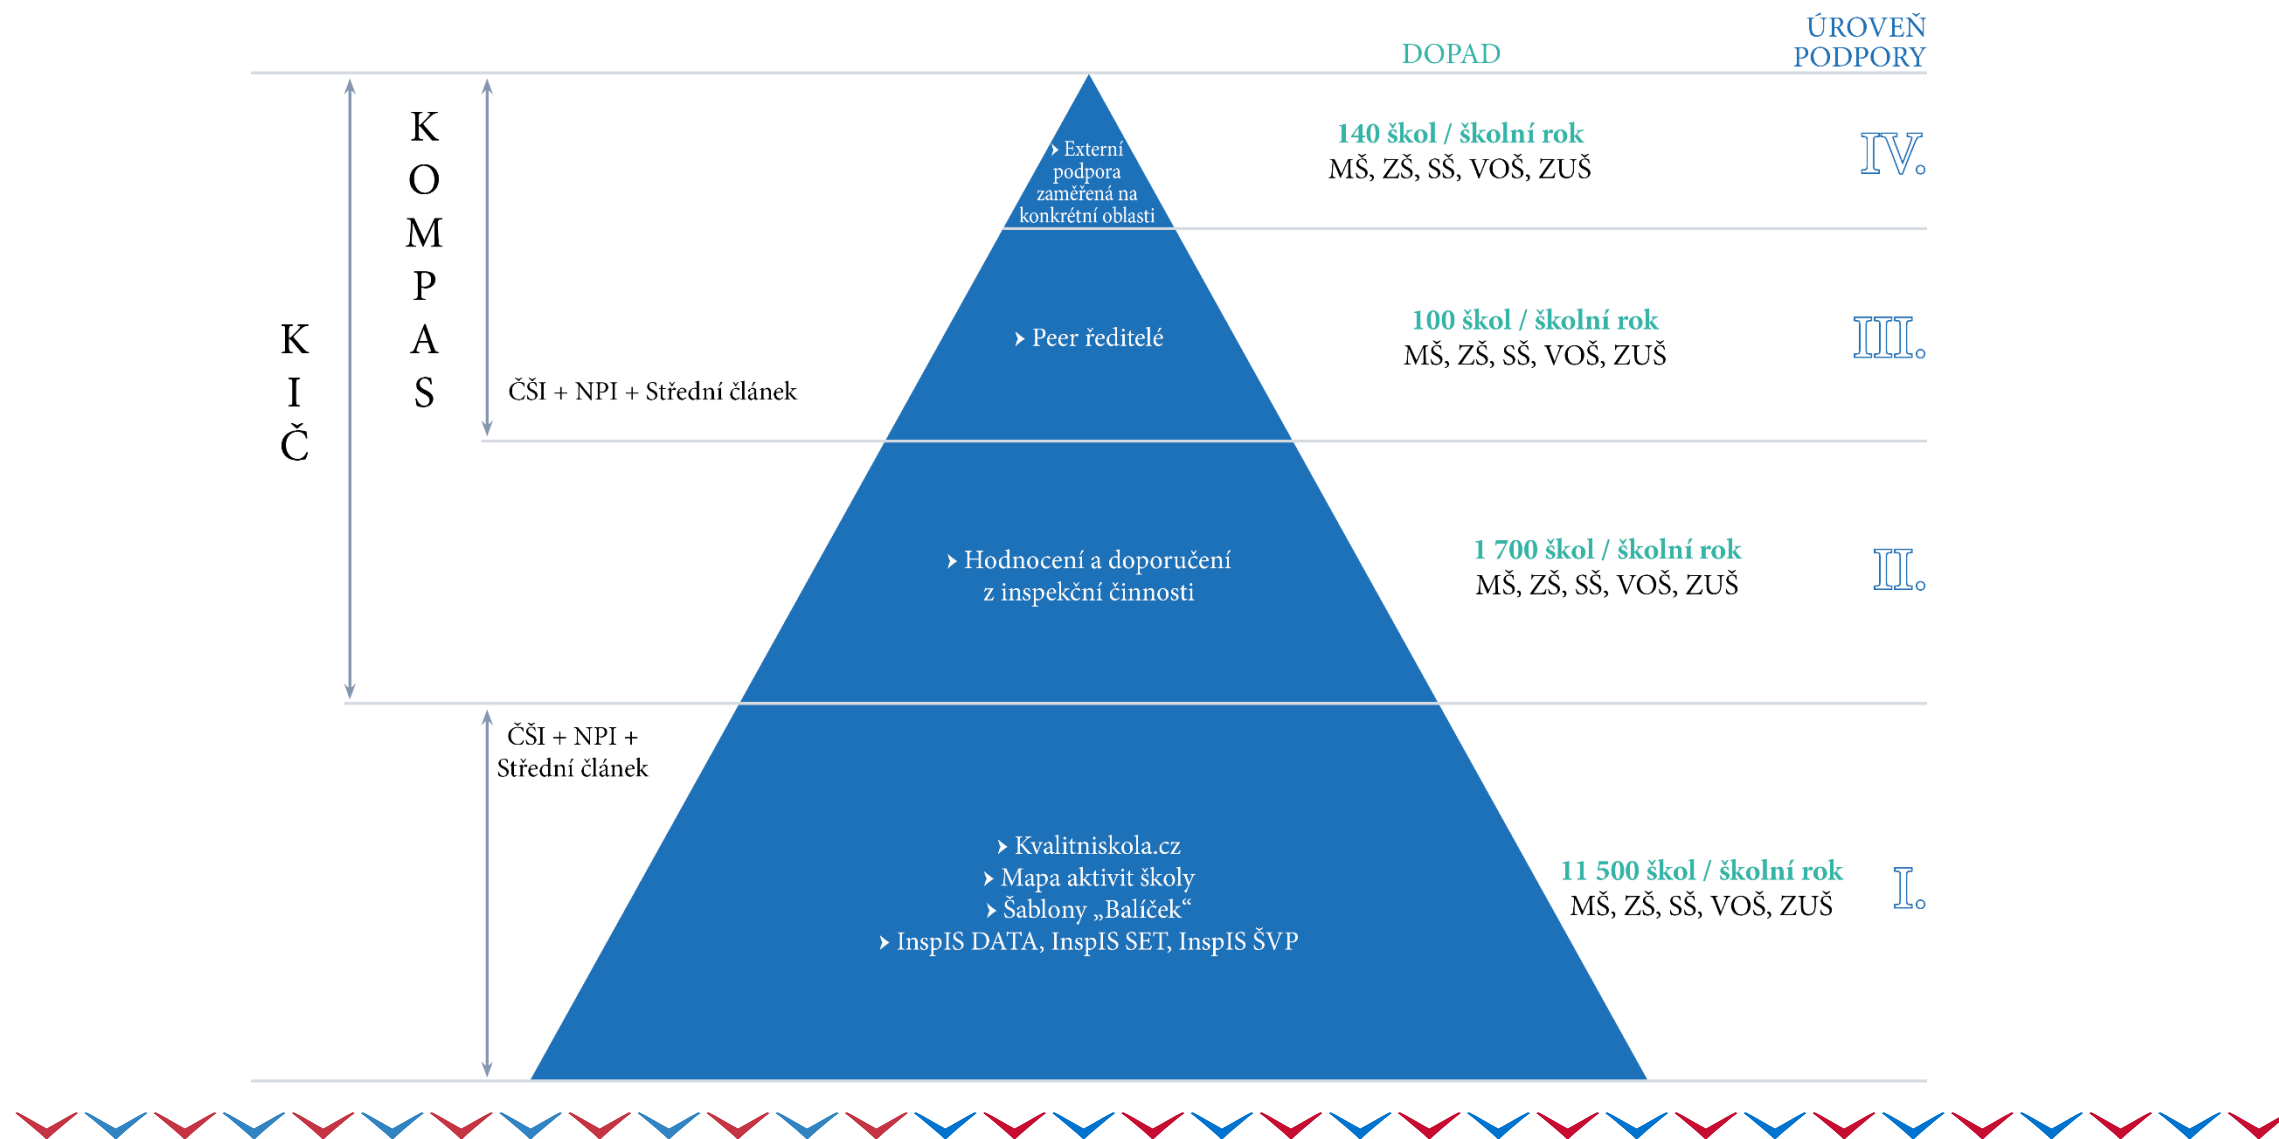 DOPAD
ÚROVEŇ
PODPORY
K
O
M
P
A
S
K
I
Č
ČŠI + NPI + Střední článek
➤ Externí
podpora
zaměřená na
konkrétní oblasti
140 škol / školní rok
MŠ, ZŠ, SŠ, VOŠ, ZUŠ
IV.
➤ Peer ředitelé
100 škol / školní rok
MŠ, ZŠ, SŠ, VOŠ, ZUŠ
III.
➤ Hodnocení a doporučení
z inspekční činnosti
1 700 škol / školní rok
MŠ, ZŠ, SŠ, VOŠ, ZUŠ
II.
ČŠI + NPI +
Střední článek
➤ Kvalitniskola.cz
➤ Mapa aktivit školy
➤ Šablony „Balíček“
➤ InspIS DATA, InspIS SET, InspIS ŠVP
11 500 škol / školní rok
MŠ, ZŠ, SŠ, VOŠ, ZUŠ
I.